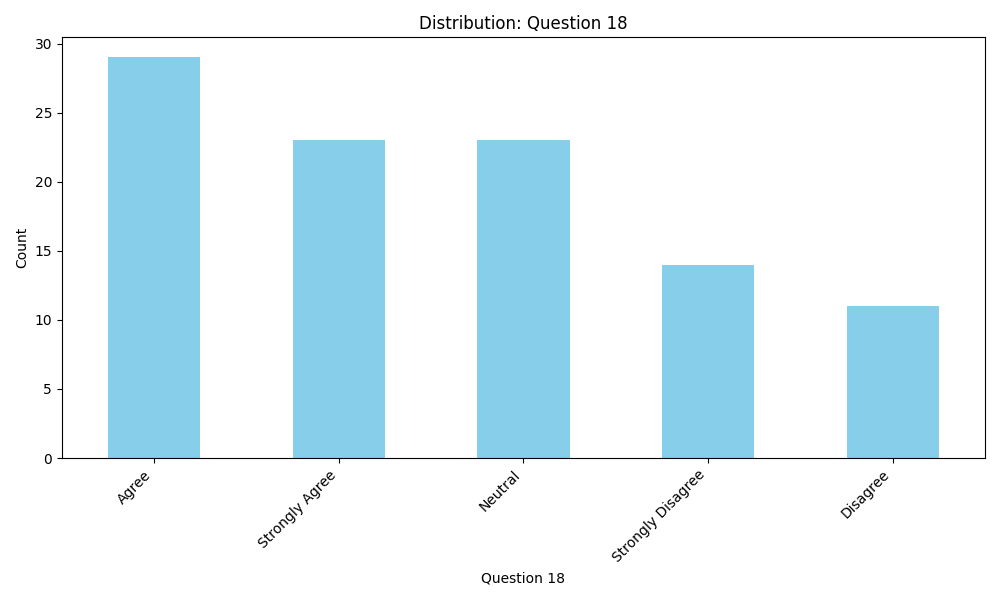 Distribution: Question 18
30
25
20
15
10
5
0
Count
Agree
Strongly Agree
Neutral
Strongly Disagree
Disagree
Question 18